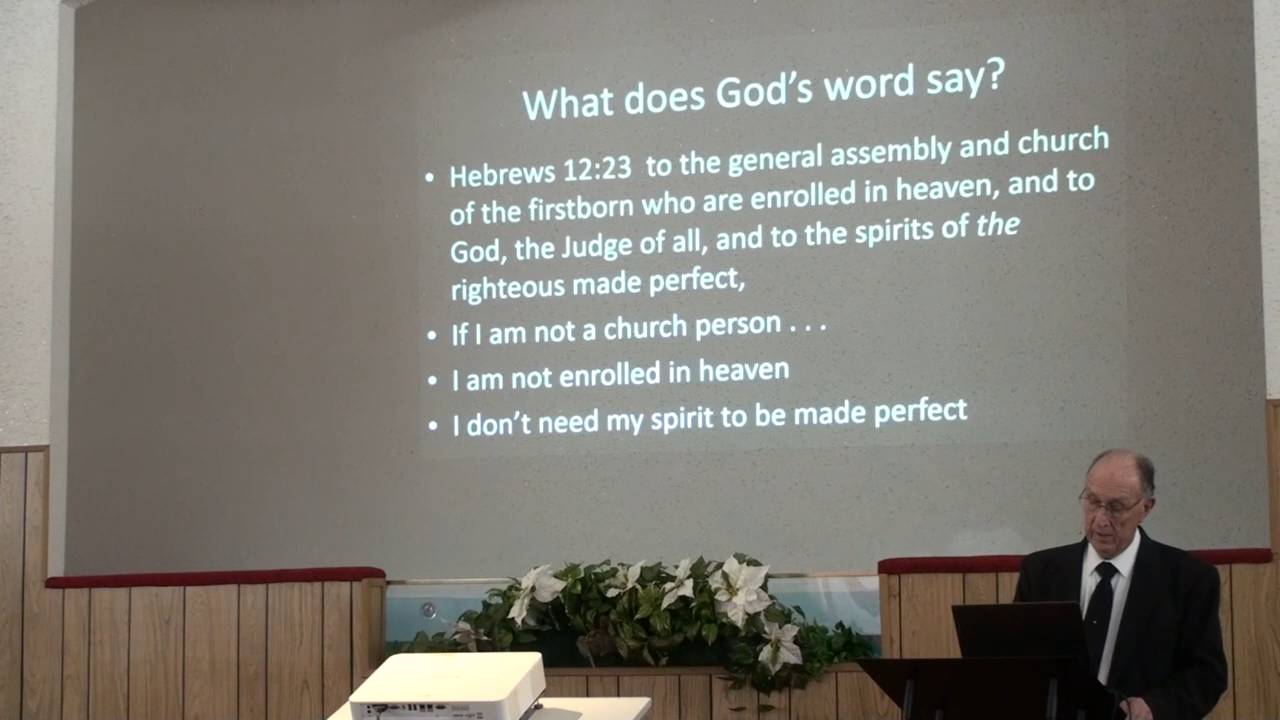 What does God's word say?
• Hebrews 12:23 to the general assembly and church
of the firstborn who are enrolled in heaven, and to
God, the Judge of all, and to the spirits of the
righteous made perfect,
• If I am not a church person . . .
• I am not enrolled in heaven
• I don't need my spirit to be made perfect